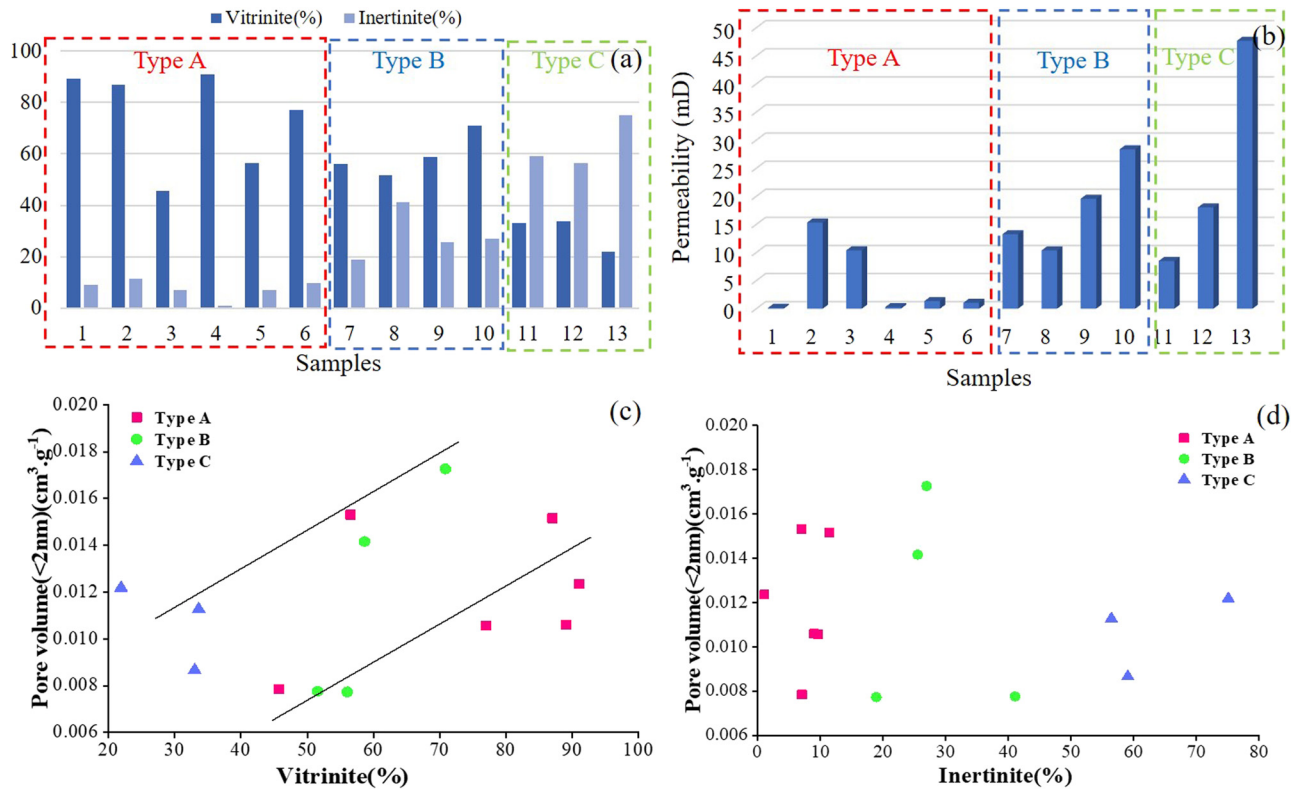 Vitrinite(%) Inertinite(%)
Type A Type B Type C (a)
100
80
60
40
20
0
1 2 3 4 5 6 7 8 9 10 11 12 13
Samples
(b)
Type A Type B Type C
Permeability (mD)
50
45
40
35
30
25
20
15
10
5
0
1 2 3 4 5 6 7 8 9 10 11 12 13
Samples
(c)
Type A
Type B
Type C
Pore volume(<2nm)(cm³·g⁻¹)
0.020
0.018
0.016
0.014
0.012
0.010
0.008
0.006
20 30 40 50 60 70 80 90 100
Vitrinite(%)
(d)
Type A
Type B
Type C
Pore volume(<2nm)(cm³·g⁻¹)
0.020
0.018
0.016
0.014
0.012
0.010
0.008
0.006
0 10 20 30 40 50 60 70 80
Inertinite(%)